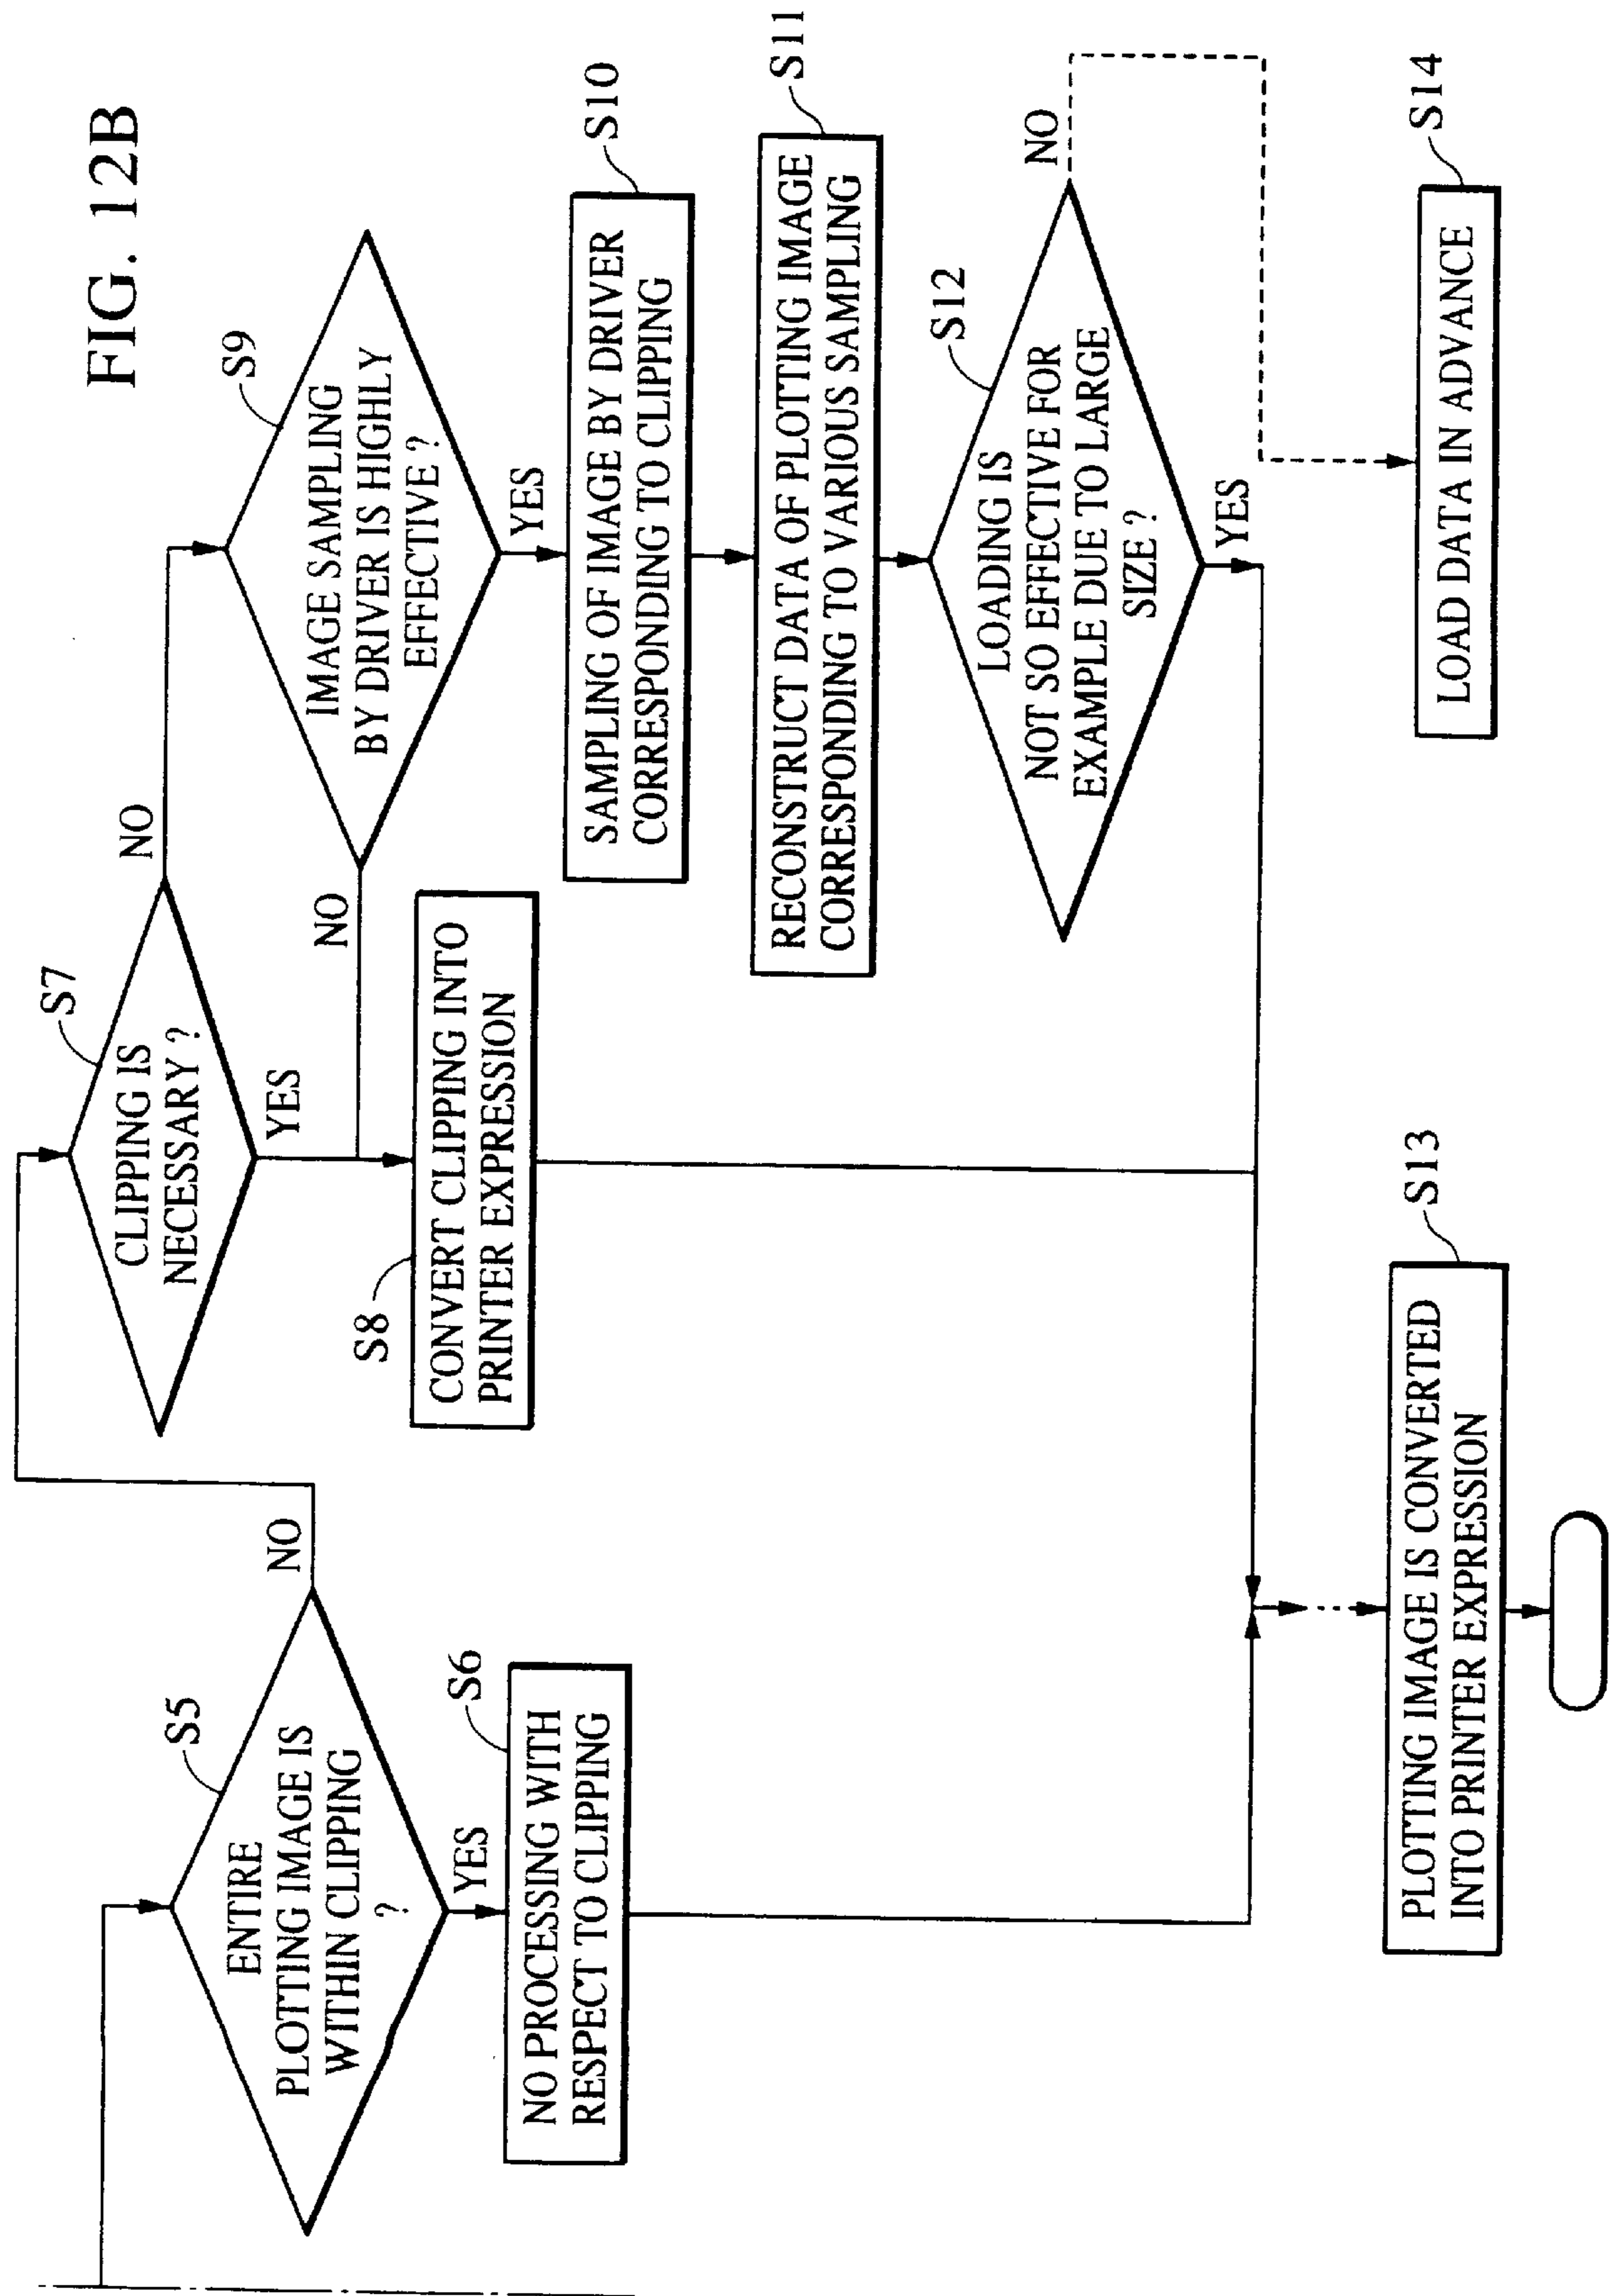 FIG. 12B
S5
ENTIRE
PLOTTING IMAGE IS
WITHIN CLIPPING
?
NO
YES
S6
NO PROCESSING WITH
RESPECT TO CLIPPING
S7
CLIPPING IS
NECESSARY ?
NO
YES
S8
CONVERT CLIPPING INTO
PRINTER EXPRESSION
S9
IMAGE SAMPLING
BY DRIVER IS HIGHLY
EFFECTIVE ?
NO
YES
S10
SAMPLING OF IMAGE BY DRIVER
CORRESPONDING TO CLIPPING
S11
RECONSTRUCT DATA OF PLOTTING IMAGE
CORRESPONDING TO VARIOUS SAMPLING
S12
LOADING IS
NOT SO EFFECTIVE FOR
EXAMPLE DUE TO LARGE
SIZE ?
NO
YES
S13
PLOTTING IMAGE IS CONVERTED
INTO PRINTER EXPRESSION
S14
LOAD DATA IN ADVANCE